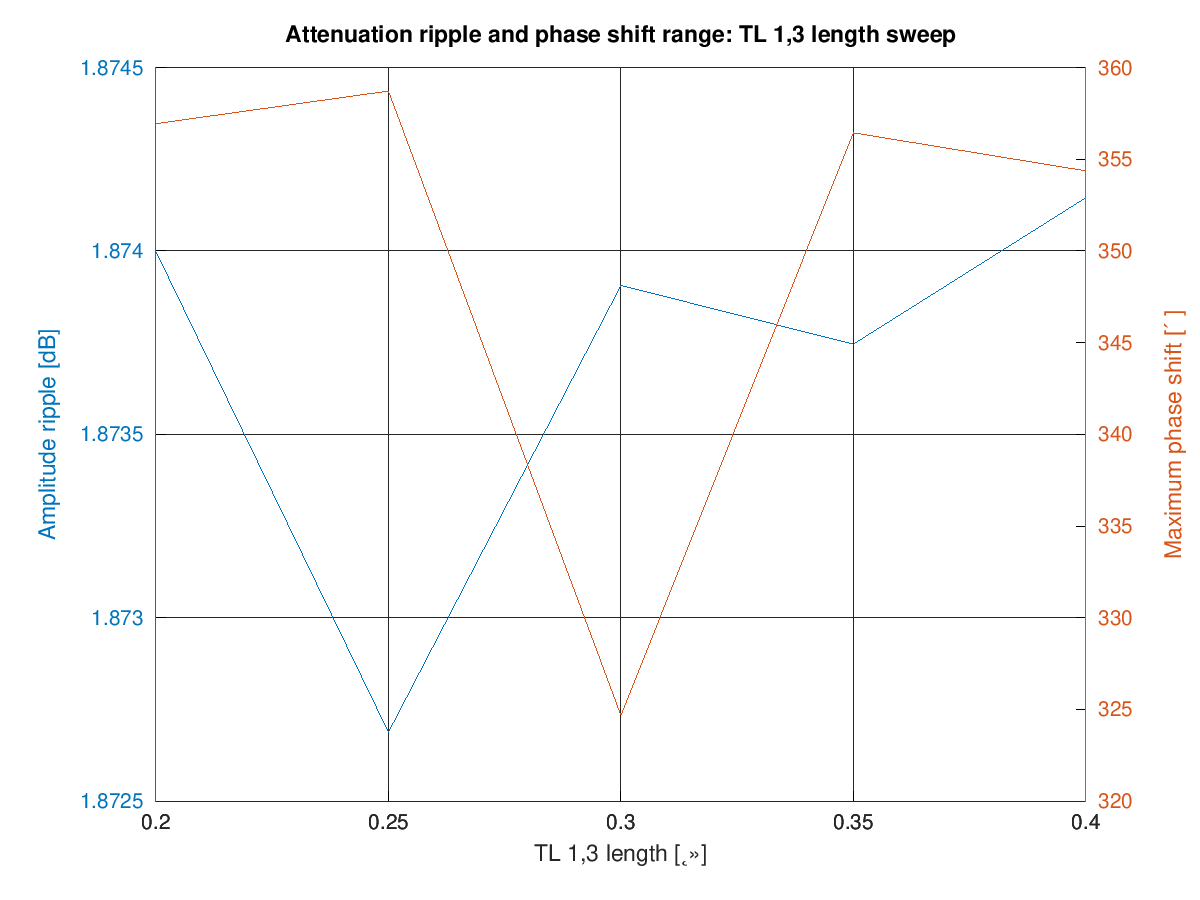 Attenuation ripple and phase shift range: TL 1,3 length sweep
1.8745
1.874
1.8735
1.873
1.8725
Amplitude ripple [dB]
360
355
350
345
340
335
330
325
320
Maximum phase shift [´ ]
0.2 0.25 0.3 0.35 0.4
TL 1,3 length [˛»]